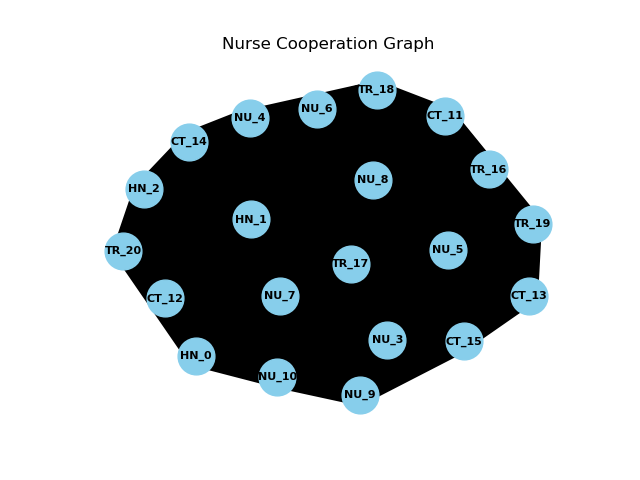 Nurse Cooperation Graph
TR_18
NU_6
CT_11
NU_4
CT_14
TR_16
NU_8
HN_2
HN_1
TR_19
TR_20
NU_5
TR_17
CT_12
NU_7
CT_13
NU_3
CT_15
HN_0
NU_10
NU_9